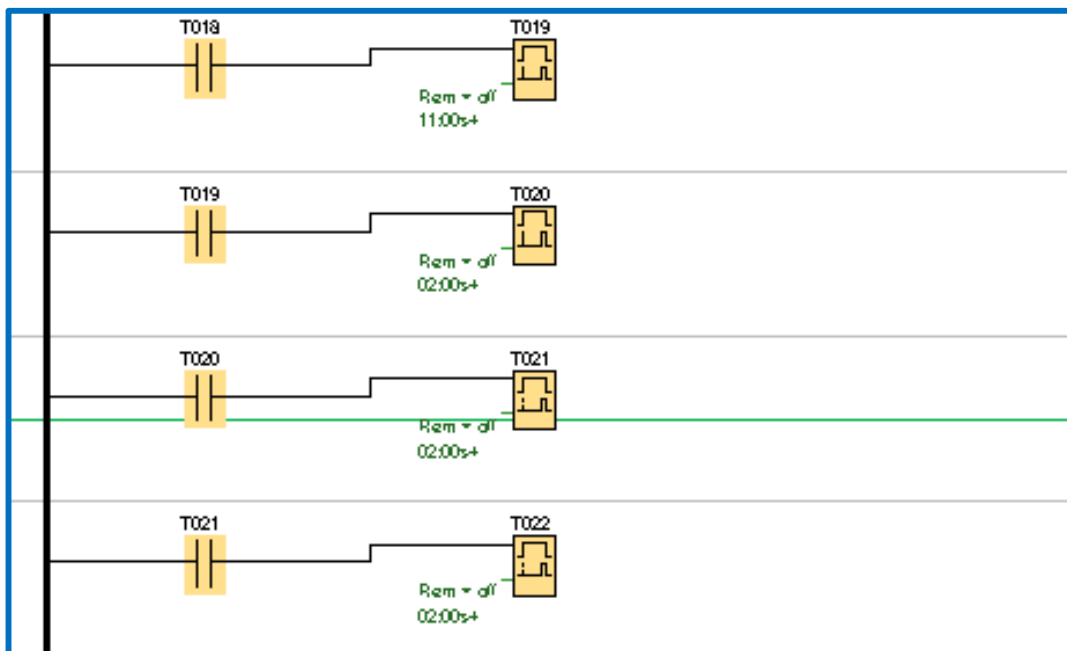 T018 T019
Rem = off
11:00s+
T019 T020
Rem = off
02:00s+
T020 T021
Rem = off
02:00s+
T021 T022
Rem = off
02:00s+